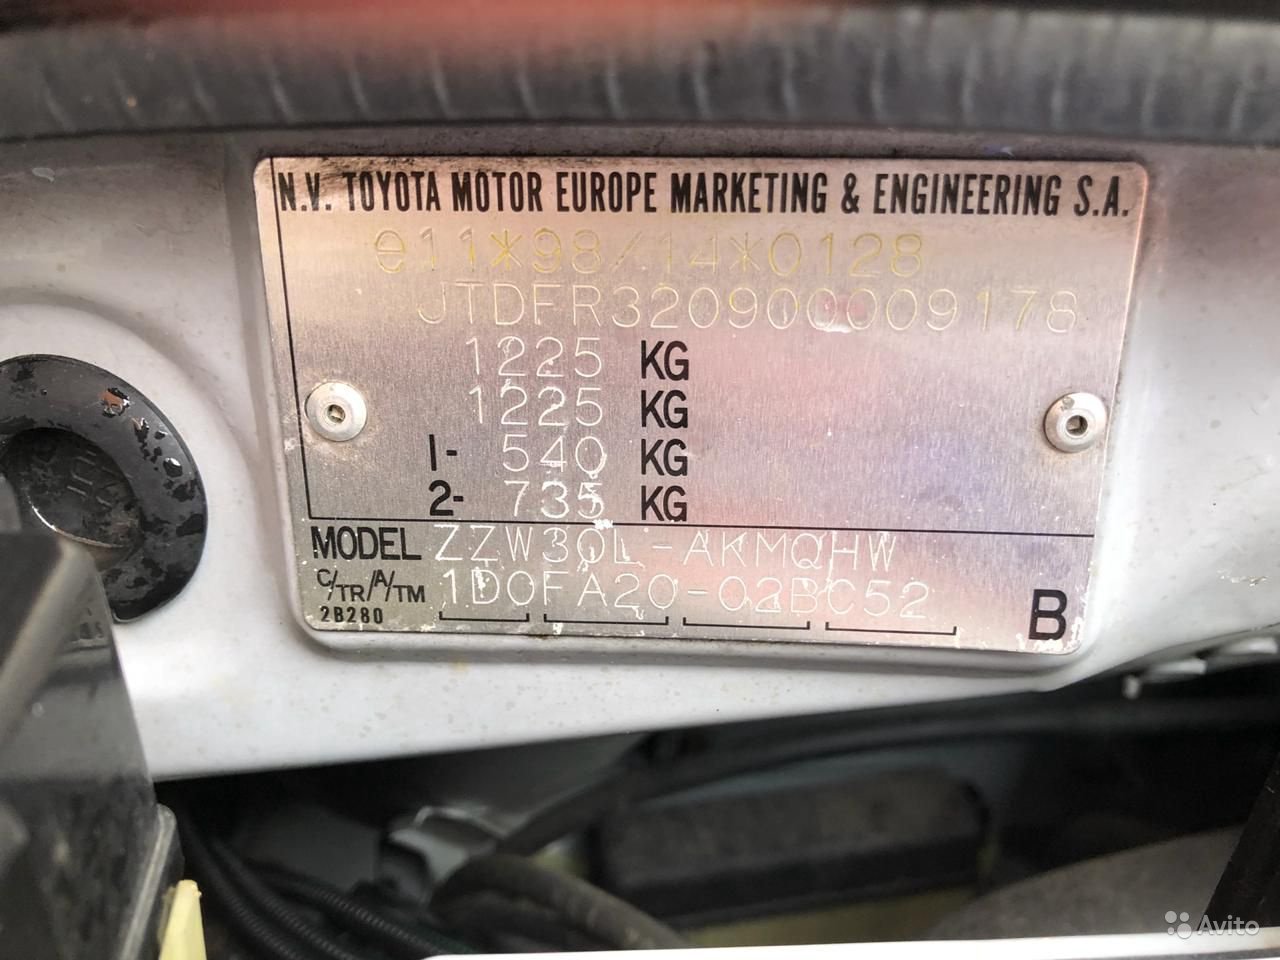 N.V. TOYOTA MOTOR EUROPE MARKETING & ENGINEERING S.A.
e11*98/14*0128
JTDFR320900009178
1225 KG
1225 KG
1- 540 KG
2- 735 KG
MODEL ZZW30L-AKMQHW
C/TR/A/TM 1D0FA20-02BC52
2B280
B
Avito